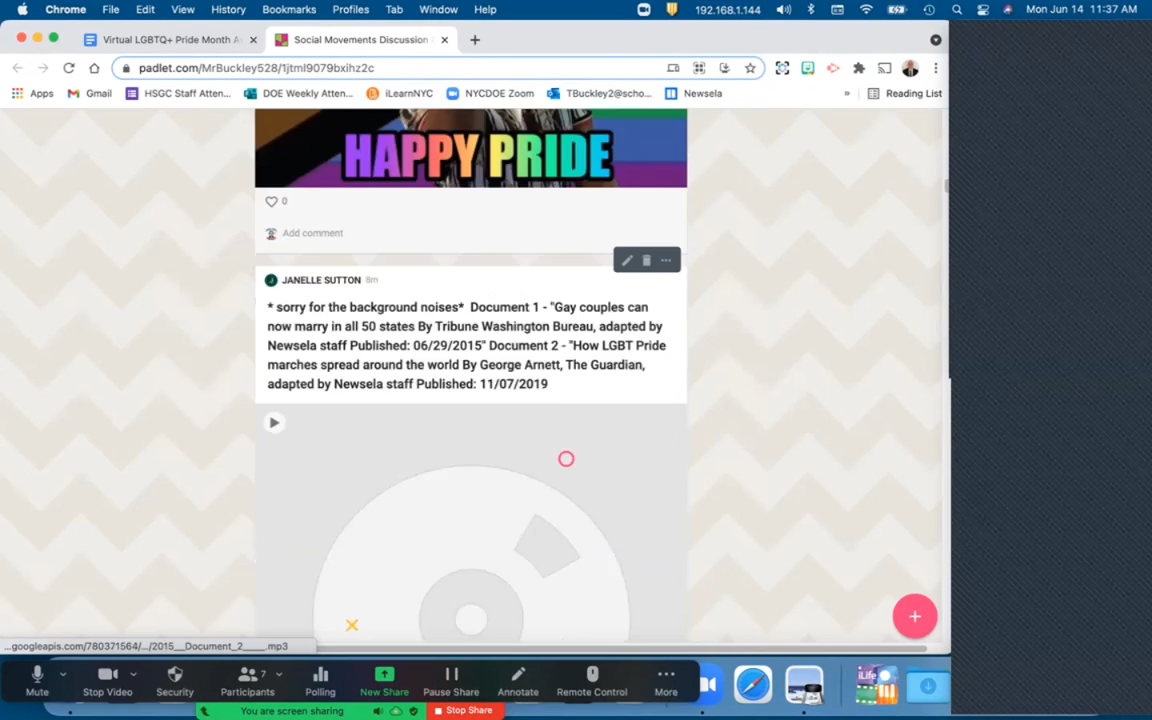 Chrome File Edit View History Bookmarks Profiles Tab Window Help 192.168.1.144 Mon Jun 14 11:37 AM
Virtual LGBTQ+ Pride Month A
Social Movements Discussion
padlet.com/MrBuckley528/1jtml9079bxihz2c
Apps Gmail HSGC Staff Atten... DOE Weekly Atten... iLearnNYC NYCDOE Zoom TBuckley2@scho... Newsela » Reading List
HAPPY PRIDE
0
Add comment
JANELLE SUTTON 8m
* sorry for the background noises* Document 1 - "Gay couples can
now marry in all 50 states By Tribune Washington Bureau, adapted by
Newsela staff Published: 06/29/2015" Document 2 - "How LGBT Pride
marches spread around the world By George Arnett, The Guardian,
adapted by Newsela staff Published: 11/07/2019
...googleapis.com/780371564/.../2015__Document_2____.mp3
7
Mute Stop Video Security Participants Polling New Share Pause Share Annotate Remote Control More
iLife
You are screen sharing Stop Share